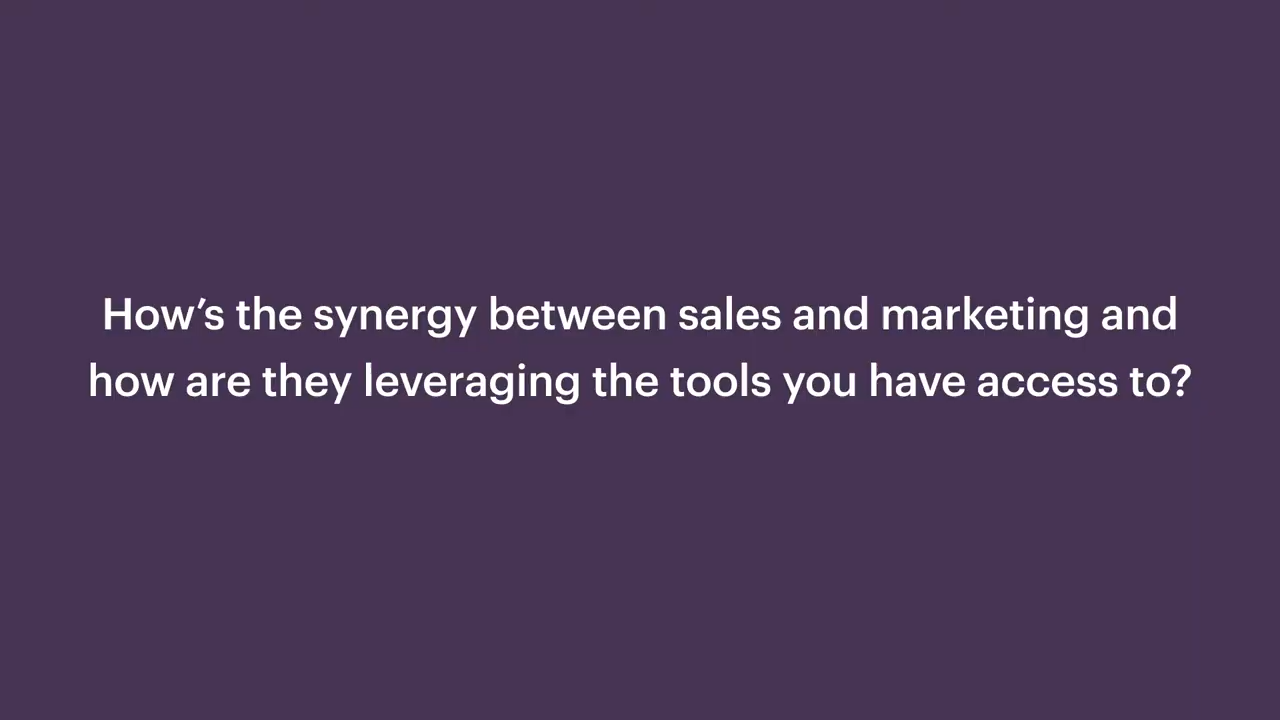 How’s the synergy between sales and marketing and
how are they leveraging the tools you have access to?